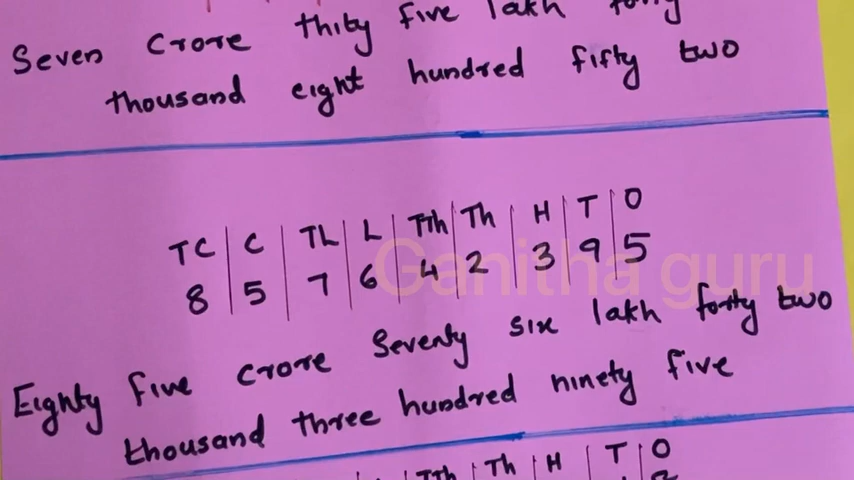 Seven crore thity five lakh forty
thousand eight hundred fifty two
TC C TL L TTh Th H T O
8 5 7 6 4 2 3 9 5
Ganitha guru
Eighty five crore Seventy six lakh forty two
thousand three hundred ninety five
TTh Th H T O